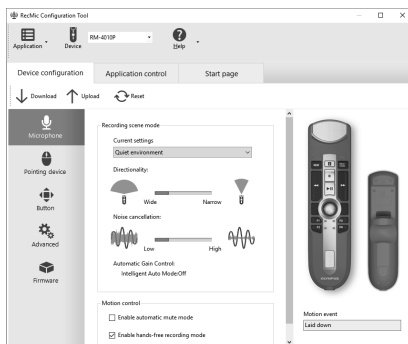 RecMic Configuration Tool
Application
Device
RM-4010P
Help
Device configuration
Application control
Start page
Download
Upload
Reset
Microphone
Pointing device
Button
Advanced
Firmware
Recording scene mode
Current settings
Quiet environment
Directionality:
Wide
Narrow
Noise cancellation:
Low
High
Automatic Gain Control:
Intelligent Auto Mode:Off
Motion control
Enable automatic mute mode
Enable hands-free recording mode
OLYMPUS
Motion event
Laid down